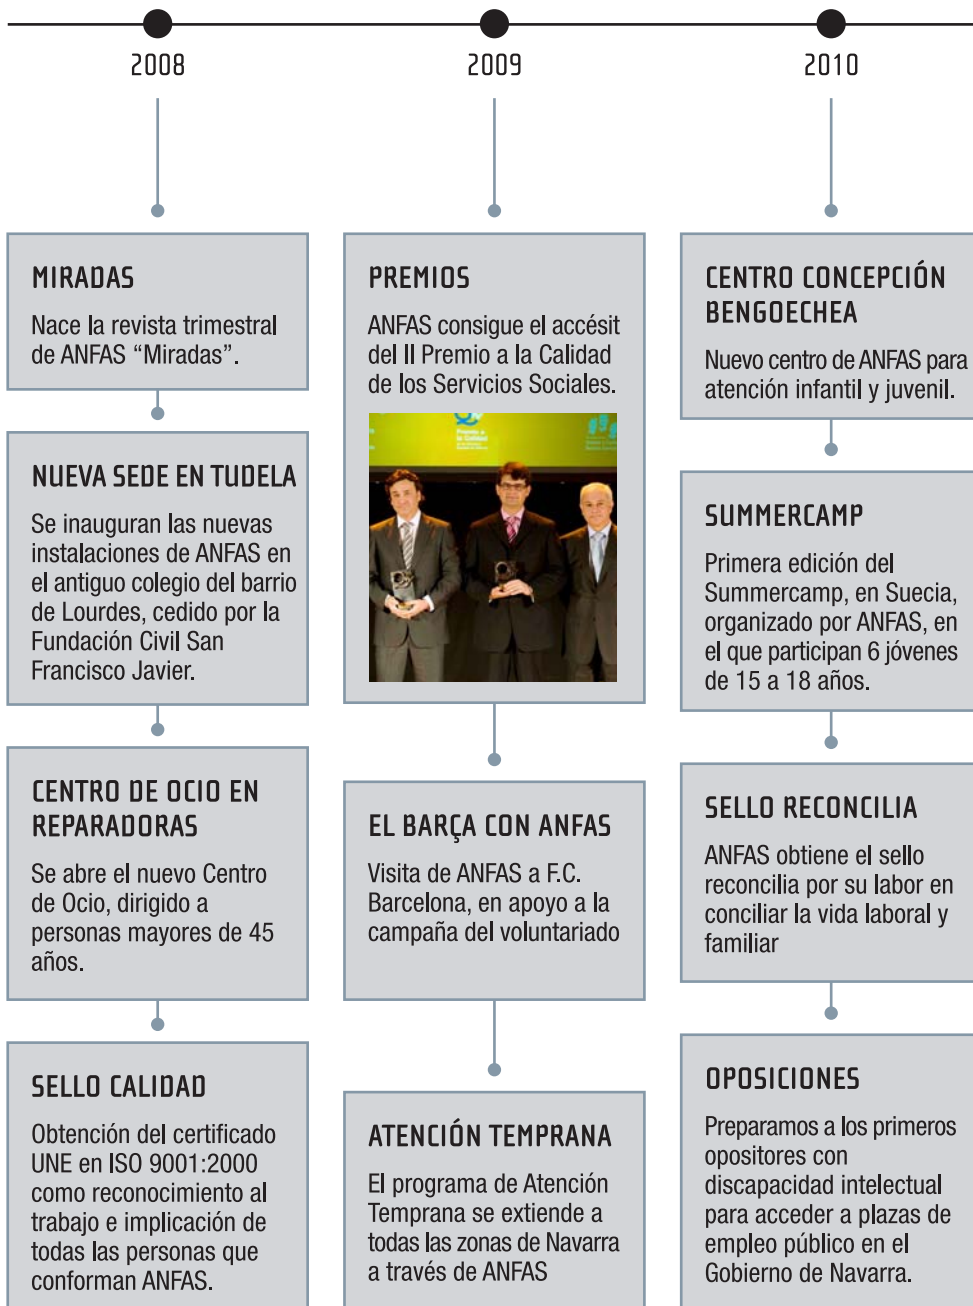 2008
2009
2010
MIRADAS
Nace la revista trimestral
de ANFAS “Miradas”.
NUEVA SEDE EN TUDELA
Se inauguran las nuevas
instalaciones de ANFAS en
el antiguo colegio del barrio
de Lourdes, cedido por la
Fundación Civil San
Francisco Javier.
CENTRO DE OCIO EN
REPARADORAS
Se abre el nuevo Centro
de Ocio, dirigido a
personas mayores de 45
años.
SELLO CALIDAD
Obtención del certificado
UNE en ISO 9001:2000
como reconocimiento al
trabajo e implicación de
todas las personas que
conforman ANFAS.
PREMIOS
ANFAS consigue el accésit
del II Premio a la Calidad
de los Servicios Sociales.
Premio a
la Calidad
EL BARÇA CON ANFAS
Visita de ANFAS a F.C.
Barcelona, en apoyo a la
campaña del voluntariado
ATENCIÓN TEMPRANA
El programa de Atención
Temprana se extiende a
todas las zonas de Navarra
a través de ANFAS
CENTRO CONCEPCIÓN
BENGOECHEA
Nuevo centro de ANFAS para
atención infantil y juvenil.
SUMMERCAMP
Primera edición del
Summercamp, en Suecia,
organizado por ANFAS, en
el que participan 6 jóvenes
de 15 a 18 años.
SELLO RECONCILIA
ANFAS obtiene el sello
reconcilia por su labor en
conciliar la vida laboral y
familiar
OPOSICIONES
Preparamos a los primeros
opositores con
discapacidad intelectual
para acceder a plazas de
empleo público en el
Gobierno de Navarra.